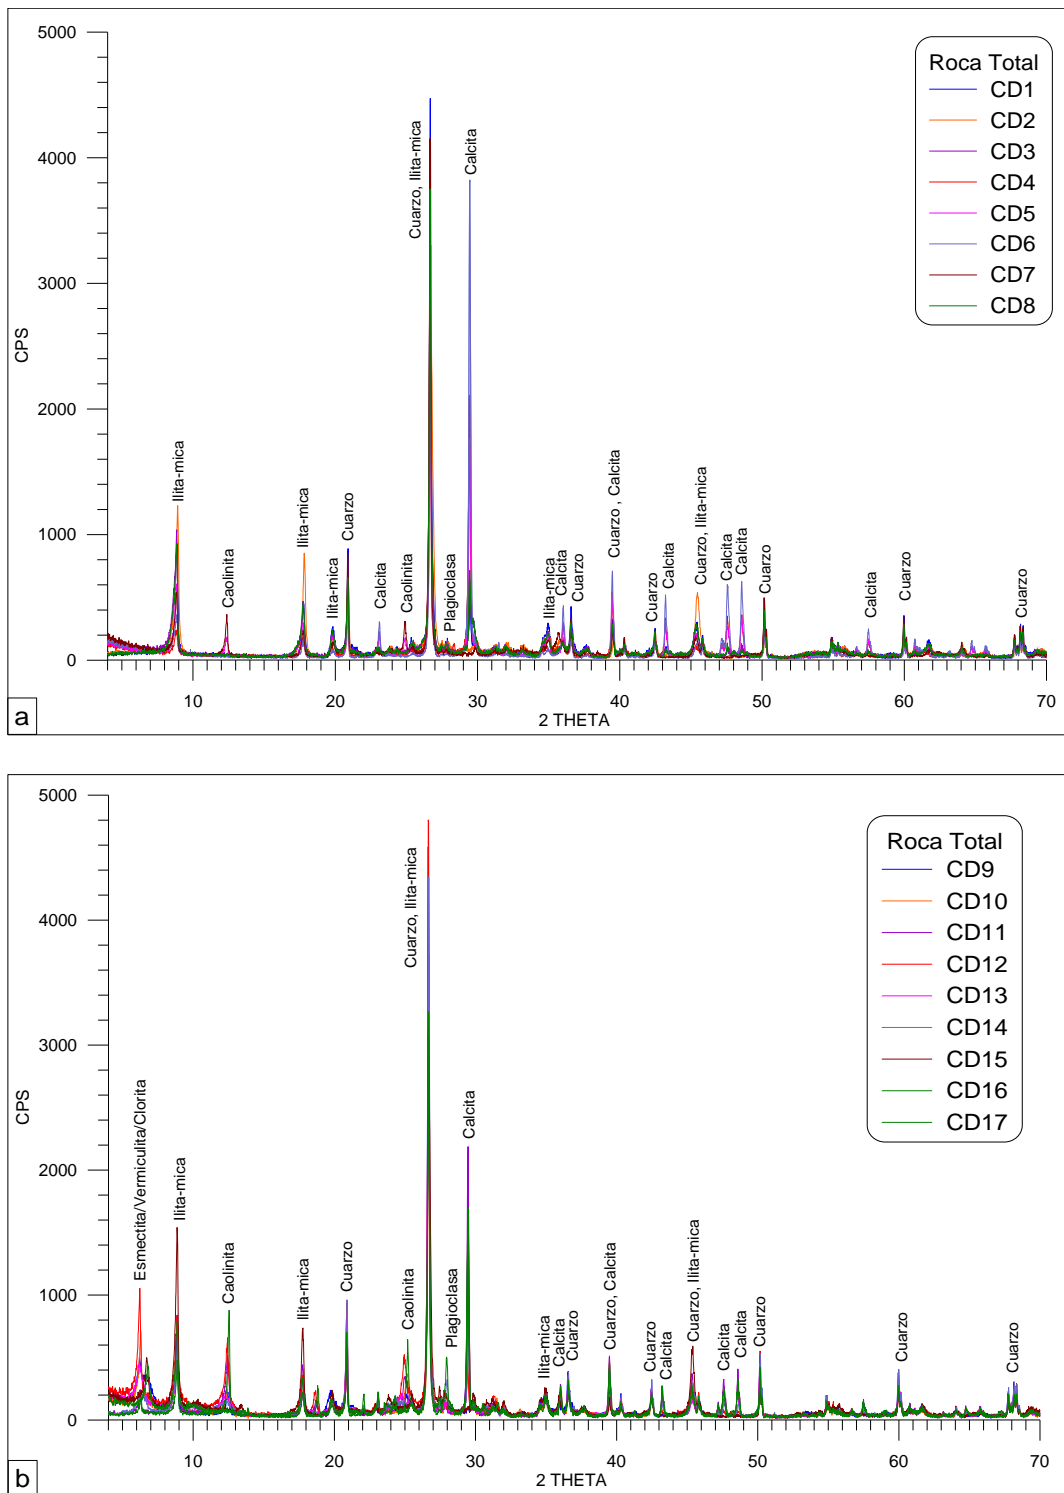 5000
4000
3000
2000
1000
0
CPS
10
20
30
40
50
60
70
2 THETA
Roca Total
CD1
CD2
CD3
CD4
CD5
CD6
CD7
CD8
Ilita-mica
Caolinita
Ilita-mica
Ilita-mica
Cuarzo
Calcita
Caolinita
Cuarzo, Ilita-mica
Plagioclasa
Calcita
Ilita-mica
Calcita
Cuarzo
Cuarzo , Calcita
Cuarzo
Calcita
Cuarzo, Ilita-mica
Calcita
Calcita
Cuarzo
Calcita
Cuarzo
Cuarzo
a
5000
4000
3000
2000
1000
0
CPS
10
20
30
40
50
60
70
2 THETA
Roca Total
CD9
CD10
CD11
CD12
CD13
CD14
CD15
CD16
CD17
Esmectita/Vermiculita/Clorita
Ilita-mica
Caolinita
Ilita-mica
Cuarzo
Caolinita
Cuarzo, Ilita-mica
Plagioclasa
Calcita
Ilita-mica
Calcita
Cuarzo
Cuarzo, Calcita
Cuarzo
Calcita
Cuarzo, Ilita-mica
Calcita
Calcita
Cuarzo
Cuarzo
Cuarzo
b